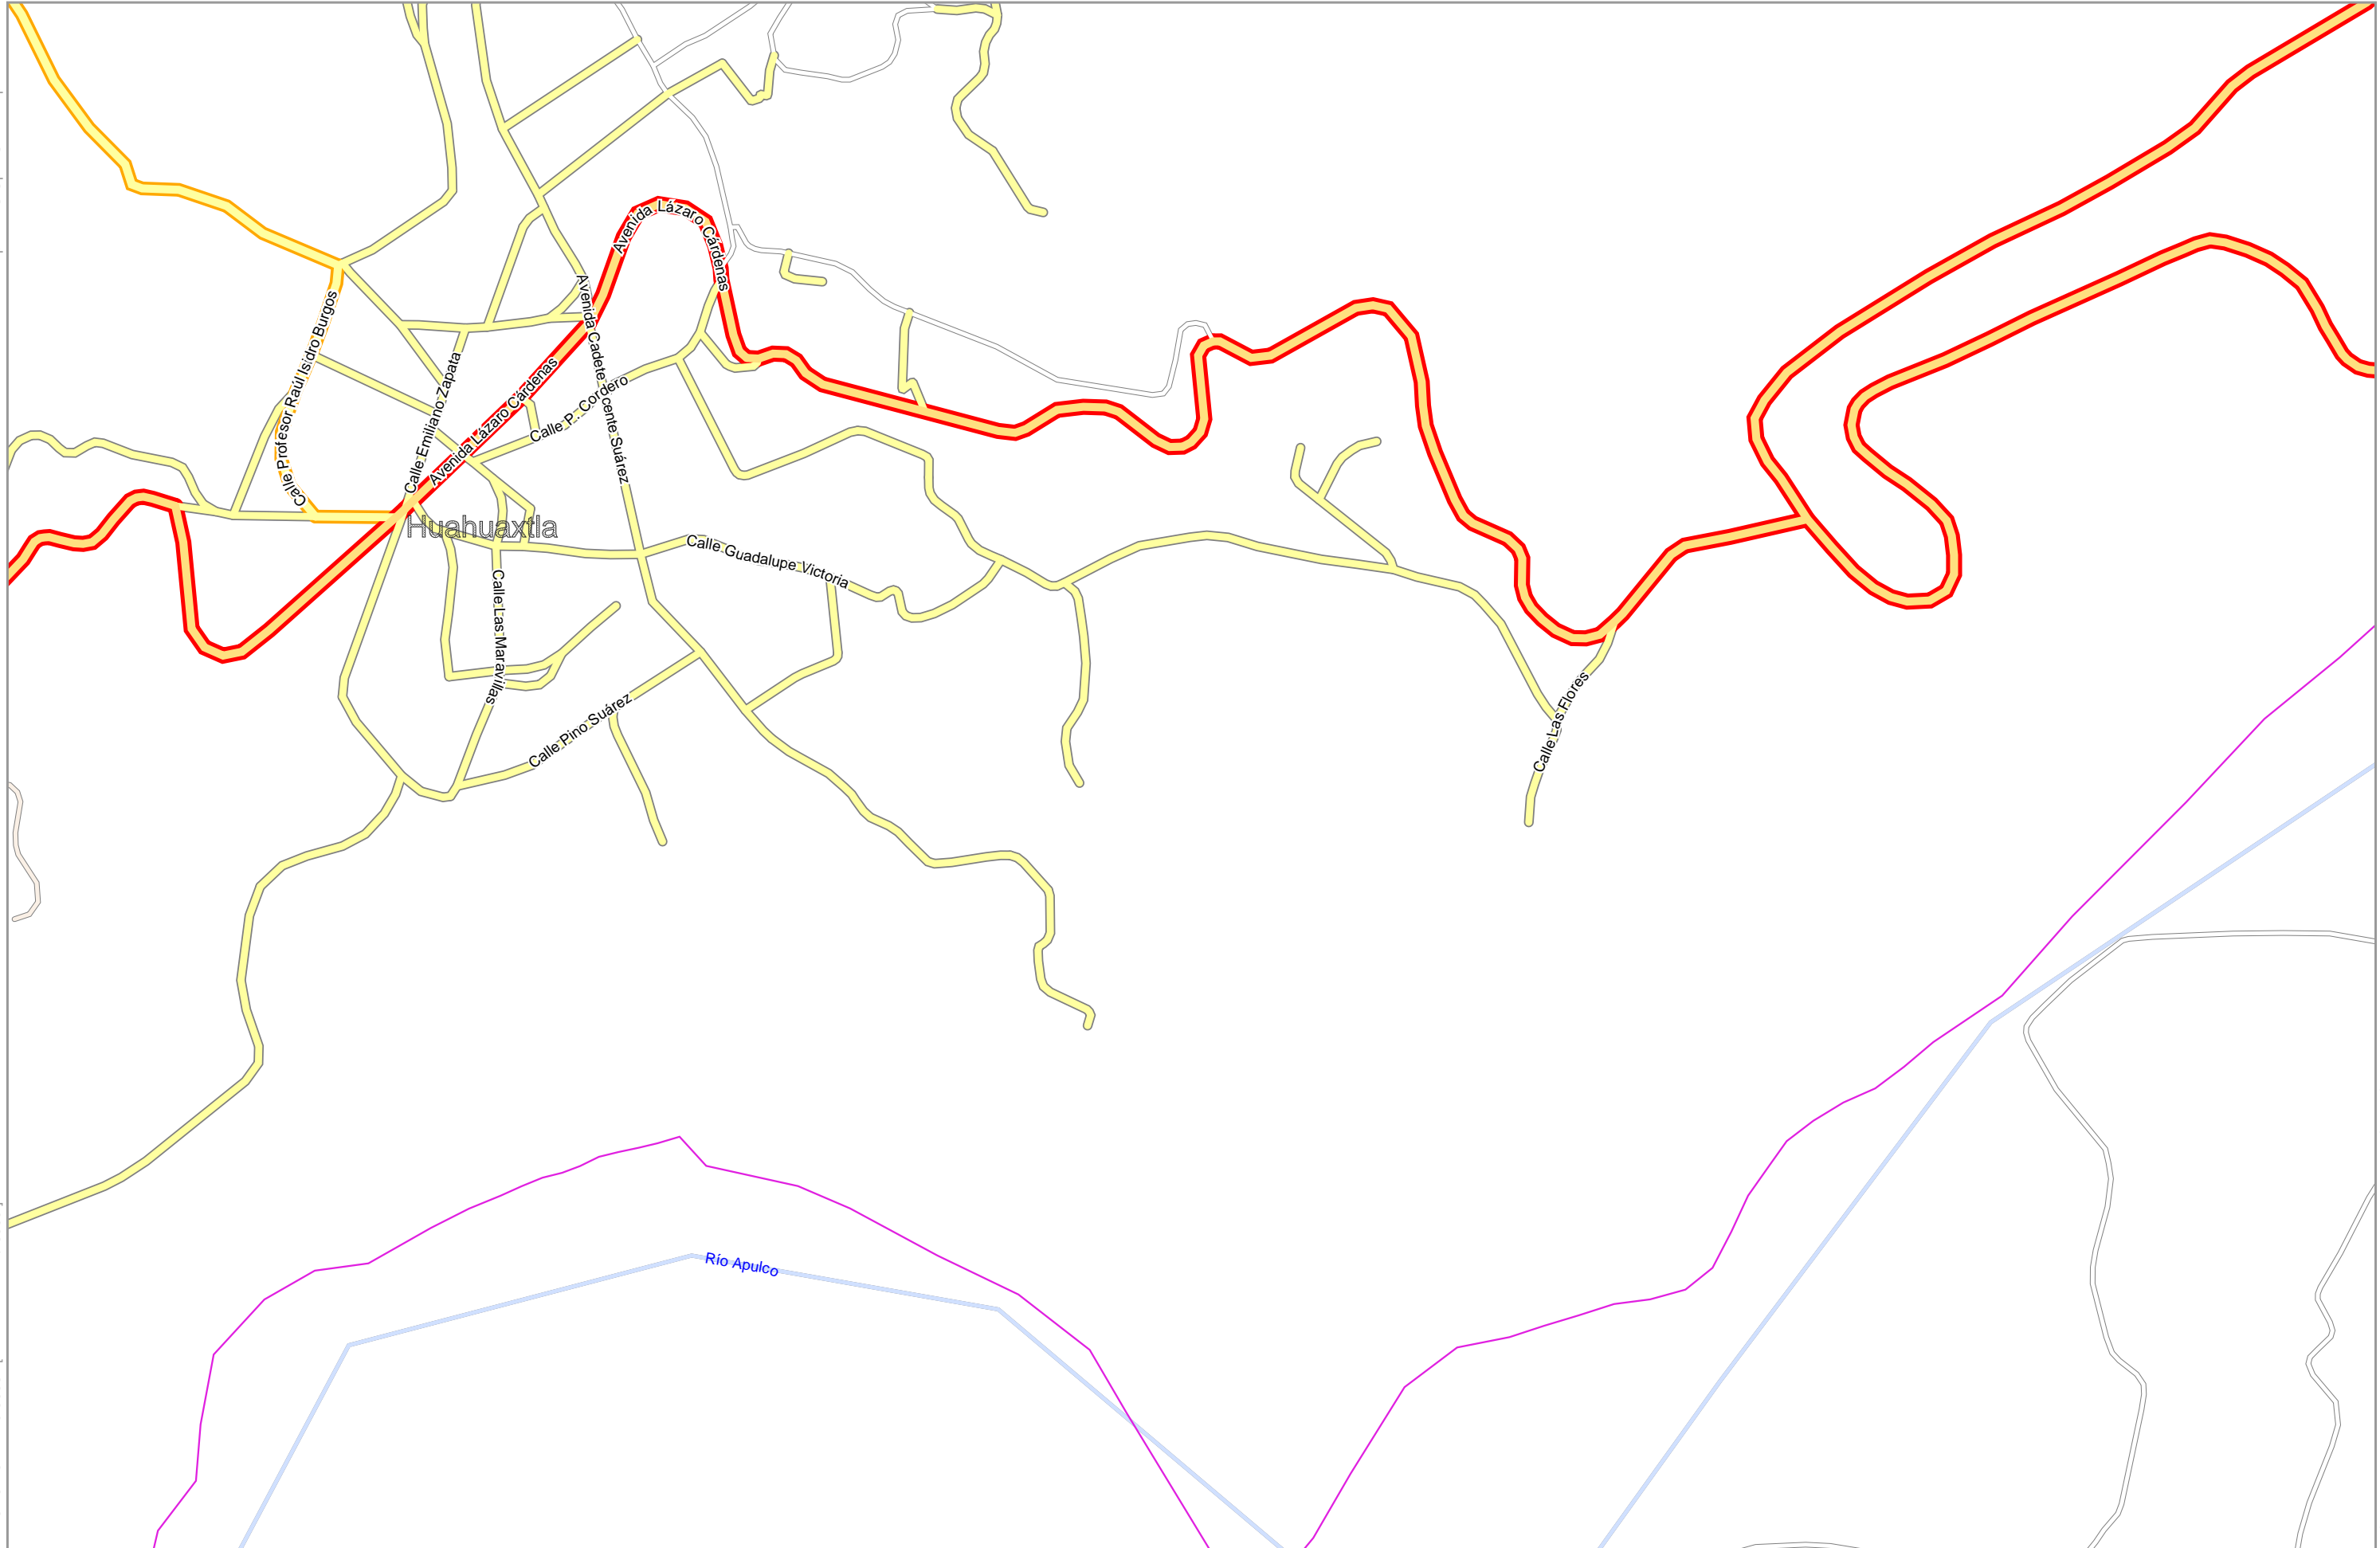 Avenida Lázaro Cárdenas
Calle Profesor Raúl Isidro Burgos
Avenida Cadete
cente Suárez
Calle Emiliano Zapata
Avenida Lázaro Cárdenas
Calle P. Cordero
Huahuaxtla
Calle Guadalupe Victoria
Calle Las Maravillas
Calle Pino Suárez
Calle Las Flores
Río Apulco